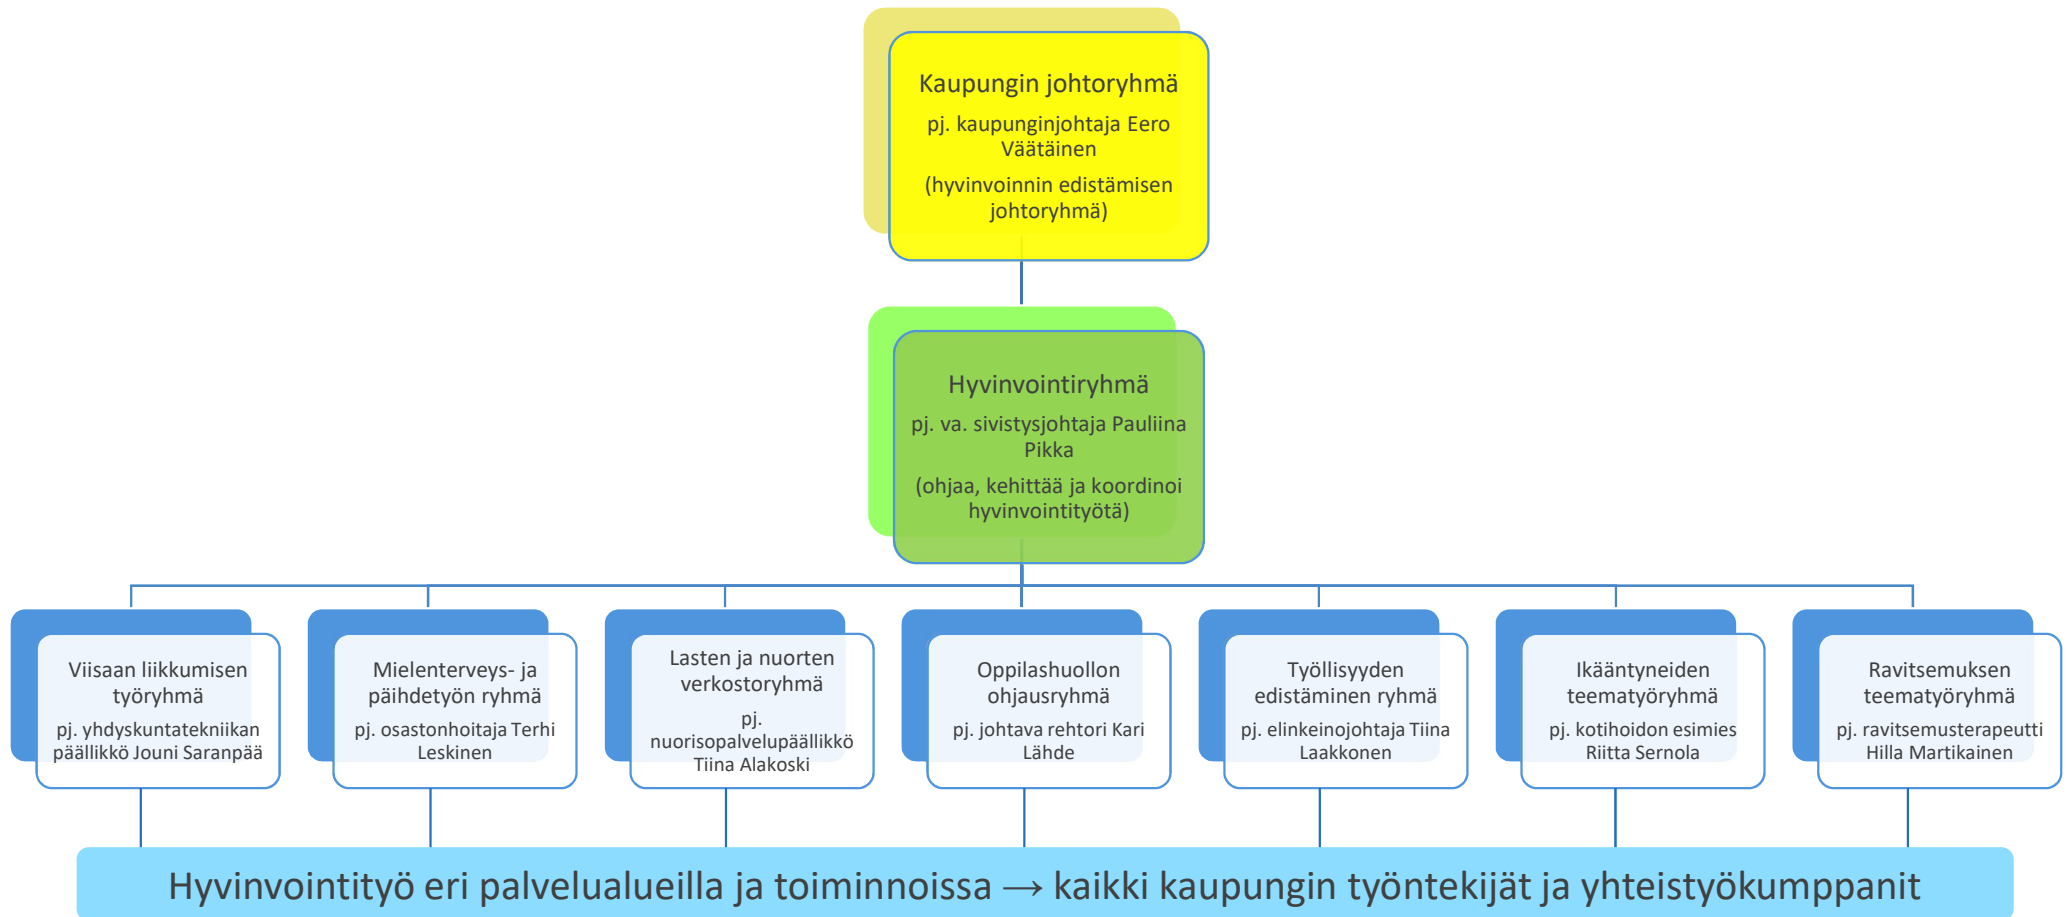 Kaupungin johtoryhmä
pj. kaupunginjohtaja Eero
Väätäinen
(hyvinvoinnin edistämisen
johtoryhmä)
Hyvinvointiryhmä
pj. va. sivistysjohtaja Pauliina
Pikka
(ohjaa, kehittää ja koordinoi
hyvinvointityötä)
Viisaan liikkumisen
työryhmä
pj. yhdyskuntatekniikan
päällikkö Jouni Saranpää
Mielenterveys- ja
päihdetyön ryhmä
pj. osastonhoitaja Terhi
Leskinen
Lasten ja nuorten
verkostoryhmä
pj.
nuorisopalvelupäällikkö
Tiina Alakoski
Oppilashuollon
ohjausryhmä
pj. johtava rehtori Kari
Lähde
Työllisyyden
edistäminen ryhmä
pj. elinkeinojohtaja Tiina
Laakkonen
Ikääntyneiden
teematyöryhmä
pj. kotihoidon esimies
Riitta Sernola
Ravitsemuksen
teematyöryhmä
pj. ravitsemusterapeutti
Hilla Martikainen
Hyvinvointityö eri palvelualueilla ja toiminnoissa → kaikki kaupungin työntekijät ja yhteistyökumppanit